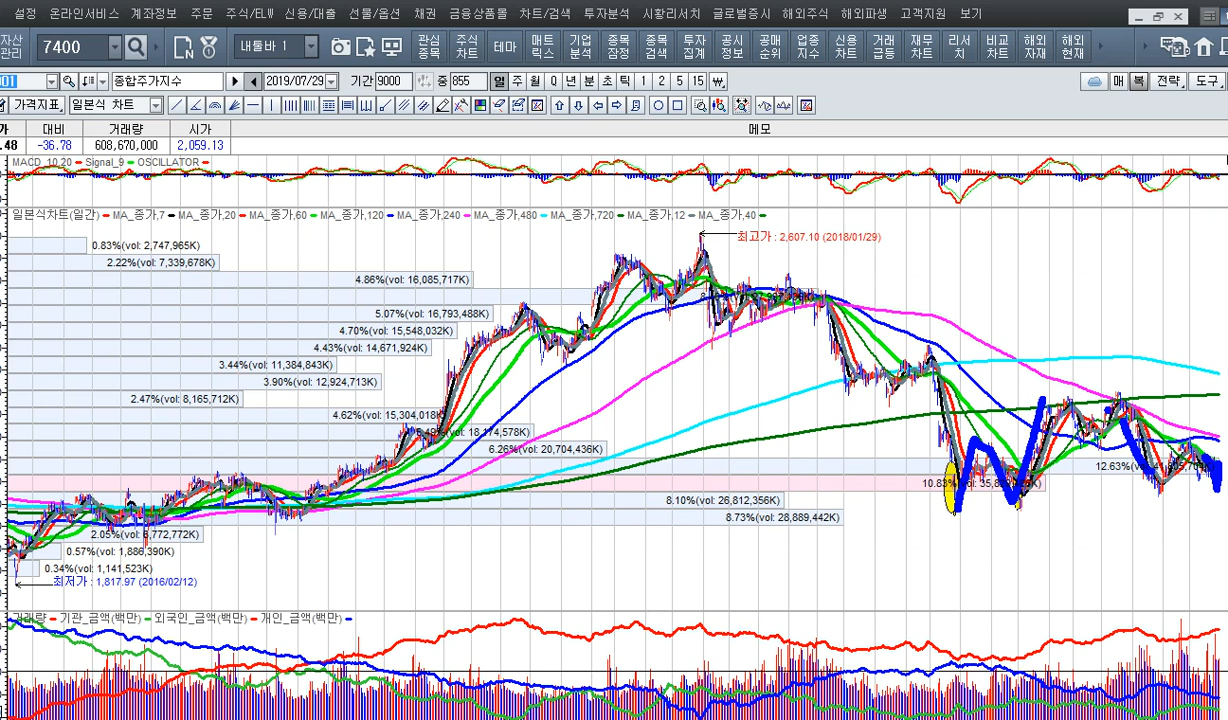 설정 온라인서비스 계좌정보 주문 주식/ELW 신용/대출 선물/옵션 채권 금융상품몰 차트/검색 투자분석 시황리서치 글로벌증시 해외주식 해외파생 고객지원 보기
자산 관리 7400 내툴바 1 관심 종목 주식 차트 테마 매트 릭스 기업 분석 종목 잠정 종목 검색 투자 잠계 공시 정보 공매 순위 업종 지수 신용 차트 거래 급등 재무 차트 리서 치 비교 차트 해외 자재 해외 현재
001 종합주가지수 2019/07/29 기간 9000 중 855 일 주 월 Q 년 분 초 틱 1 2 5 15 ₩ 매 복 전략 도구
가격지표 일본식 차트
가 대비 거래량 시가 메모
.48 -36.78 608,670,000 2,059.13
MACD_10,20 Signal_9 OSCILLATOR
일본식차트(일간) MA_종가,7 MA_종가,20 MA_종가,60 MA_종가,120 MA_종가,240 MA_종가,480 MA_종가,720 MA_종가,12 MA_종가,40
최고가 : 2,607.10 (2018/01/29)
0.83%(vol: 2,747,965K)
2.22%(vol: 7,339,678K)
4.86%(vol: 16,085,717K)
5.07%(vol: 16,793,488K)
4.70%(vol: 15,548,032K)
4.43%(vol: 14,671,924K)
3.44%(vol: 11,384,843K)
3.90%(vol: 12,924,713K)
2.47%(vol: 8,165,712K)
4.62%(vol: 15,304,018K)
5.49%(vol: 18,174,578K)
6.26%(vol: 20,704,436K)
12.63%(vol:
10.83%(vol: 
8.10%(vol: 26,812,356K)
8.73%(vol: 28,889,442K)
2.05%(vol: 6,772,772K)
0.57%(vol: 1,886,390K)
0.34%(vol: 1,141,523K)
최저가 : 1,817.97 (2016/02/12)
거래량 기관_금액(백만) 외국인_금액(백만) 개인_금액(백만)